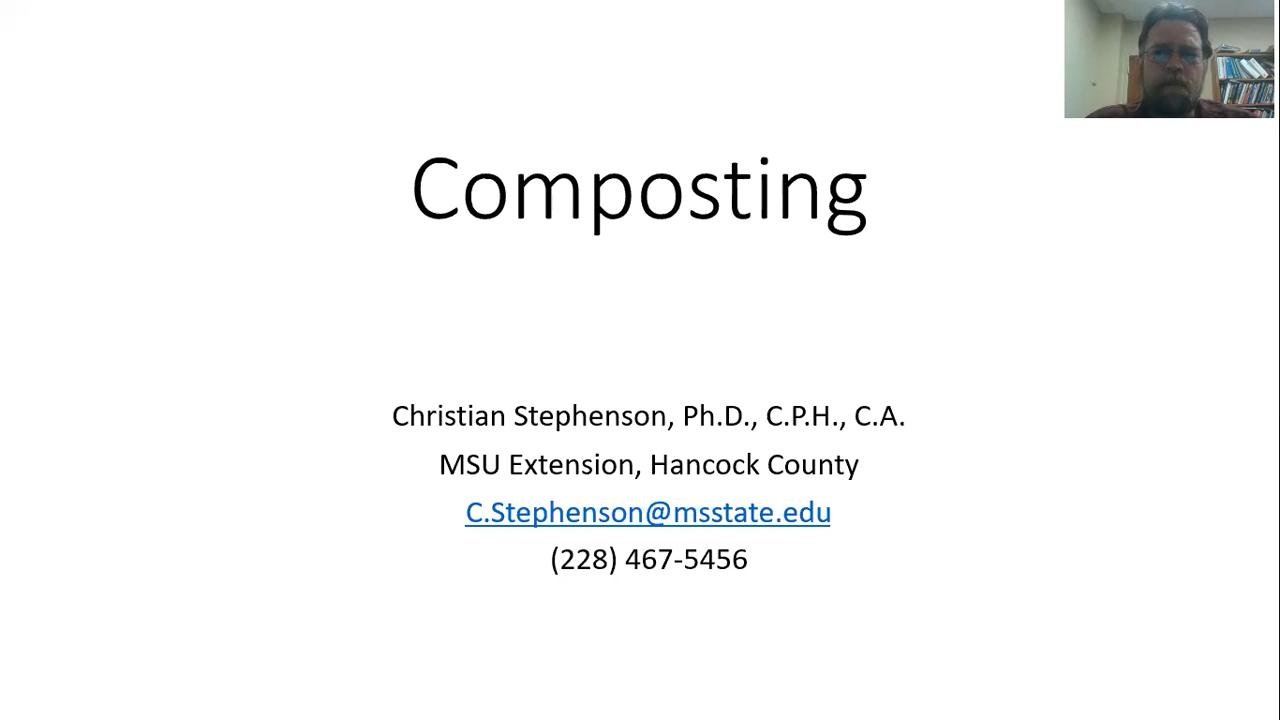 Composting
Christian Stephenson, Ph.D., C.P.H., C.A.
MSU Extension, Hancock County
C.Stephenson@msstate.edu
(228) 467-5456